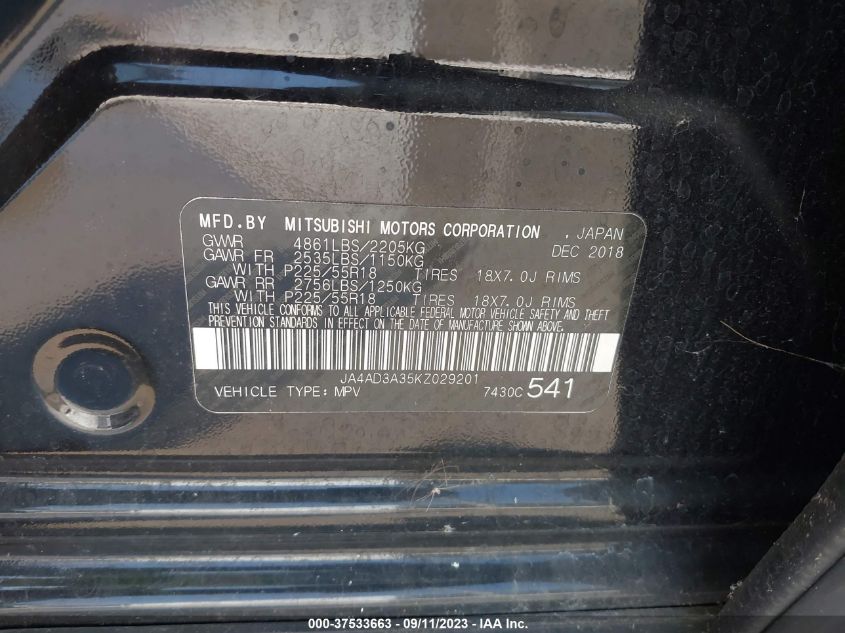 MFD.BY MITSUBISHI MOTORS CORPORATION , JAPAN
GVWR 4861LBS/2205KG DEC 2018
GAWR FR 2535LBS/1150KG
WITH P225/55R18 TIRES 18X7.0J RIMS
GAWR RR 2756LBS/1250KG
WITH P225/55R18 TIRES 18X7.0J RIMS
THIS VEHICLE CONFORMS TO ALL APPLICABLE FEDERAL MOTOR VEHICLE SAFETY AND THEFT
PREVENTION STANDARDS IN EFFECT ON THE DATE OF MANUFACTURE SHOWN ABOVE.
JA4AD3A35KZ029201
VEHICLE TYPE: MPV 7430C 541
000-37533663 - 09/11/2023 - IAA Inc.